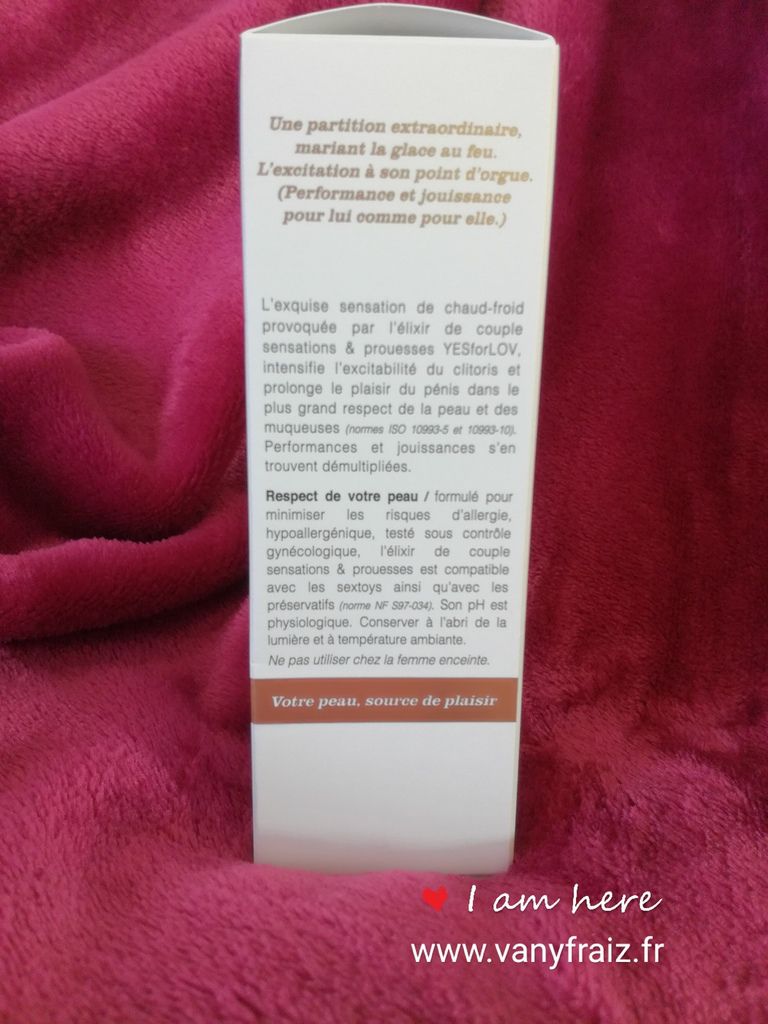 Une partition extraordinaire,
mariant la glace au feu.
L'excitation à son point d'orgue.
(Performance et jouissance
pour lui comme pour elle.)
L'exquise sensation de chaud-froid
provoquée par l'élixir de couple
sensations & prouesses YESforLOV,
intensifie l'excitabilité du clitoris et
prolonge le plaisir du pénis dans le
plus grand respect de la peau et des
muqueuses (normes ISO 10993-5 et 10993-10).
Performances et jouissances s'en
trouvent démultipliées.
Respect de votre peau / formulé pour
minimiser les risques d'allergie,
hypoallergénique, testé sous contrôle
gynécologique, l'élixir de couple
sensations & prouesses est compatible
avec les sextoys ainsi qu'avec les
préservatifs (norme NF S97-034). Son pH est
physiologique. Conserver à l'abri de la
lumière et à température ambiante.
Ne pas utiliser chez la femme enceinte.
Votre peau, source de plaisir
I am here
www.vanyfraiz.fr